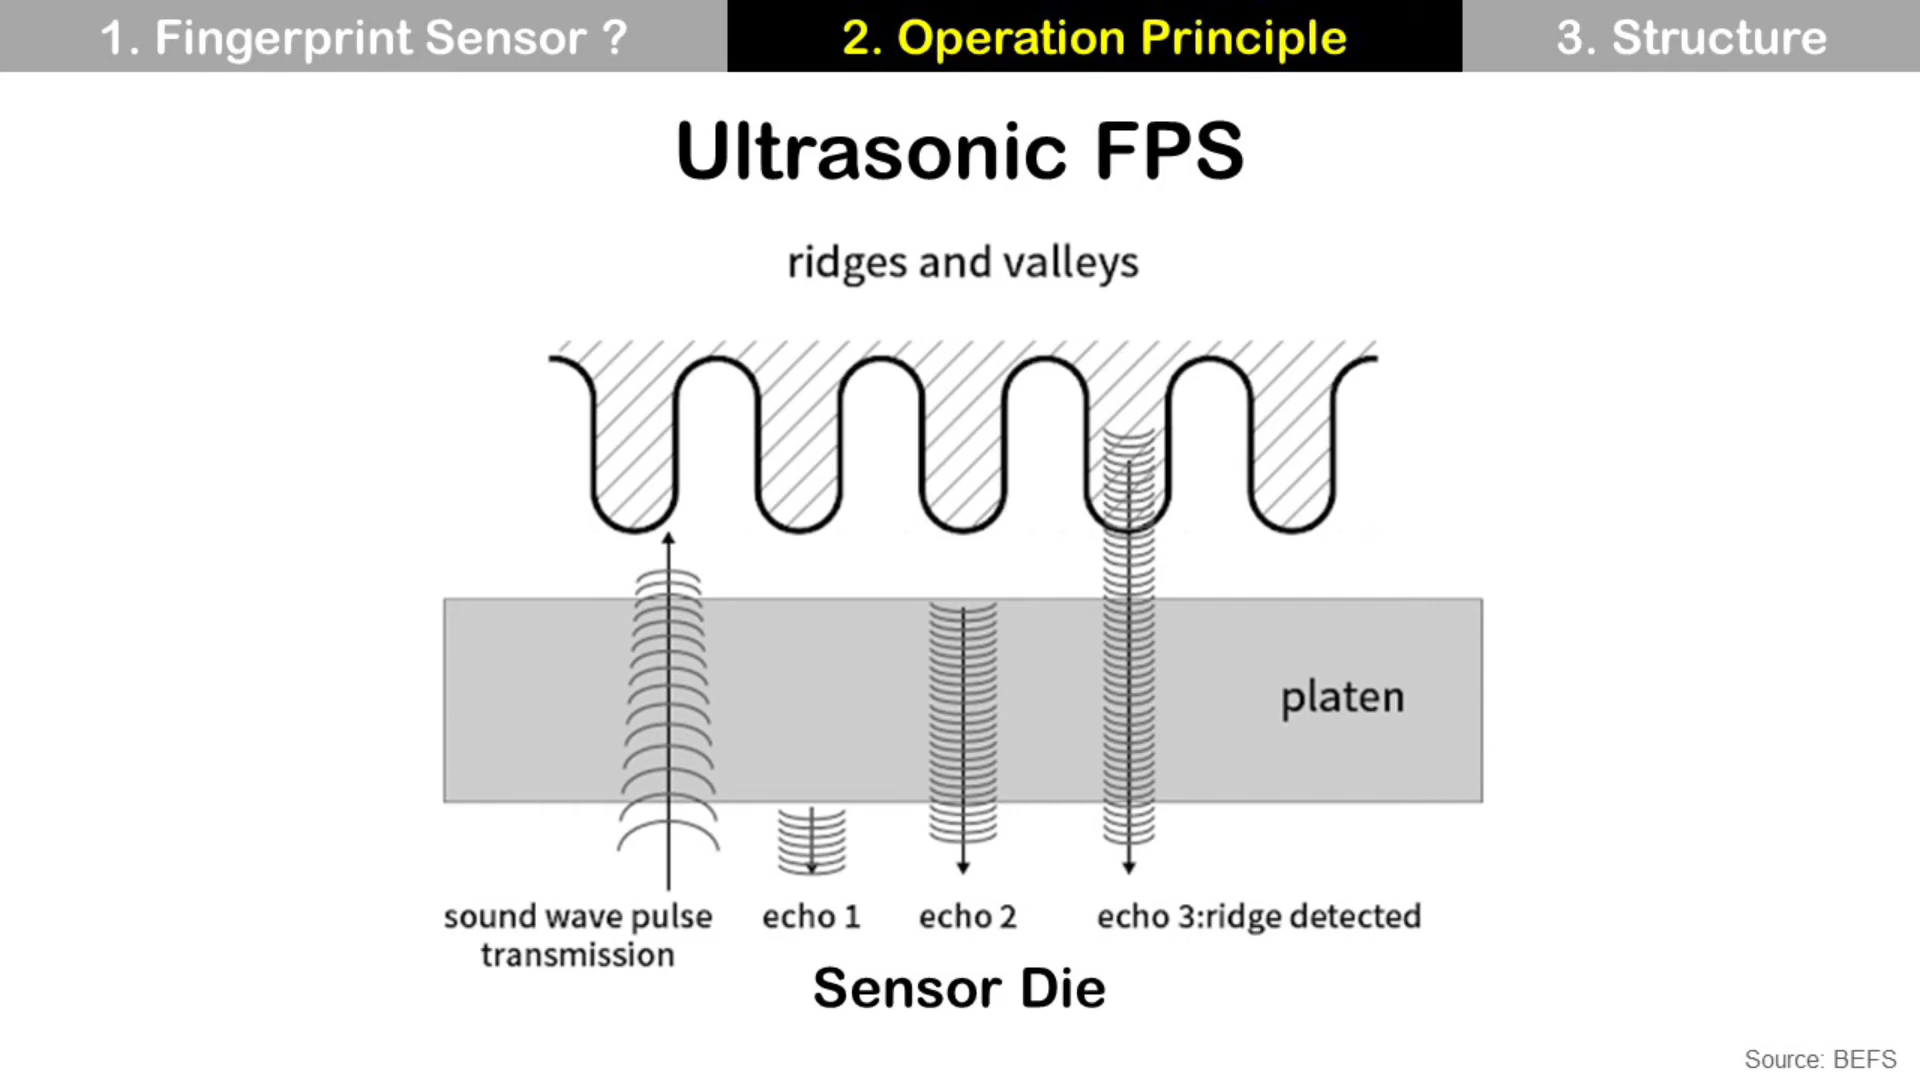 1. Fingerprint Sensor ?
2. Operation Principle
3. Structure
Ultrasonic FPS
ridges and valleys
platen
sound wave pulse
transmission
echo 1
echo 2
echo 3:ridge detected
Sensor Die
Source: BEFS